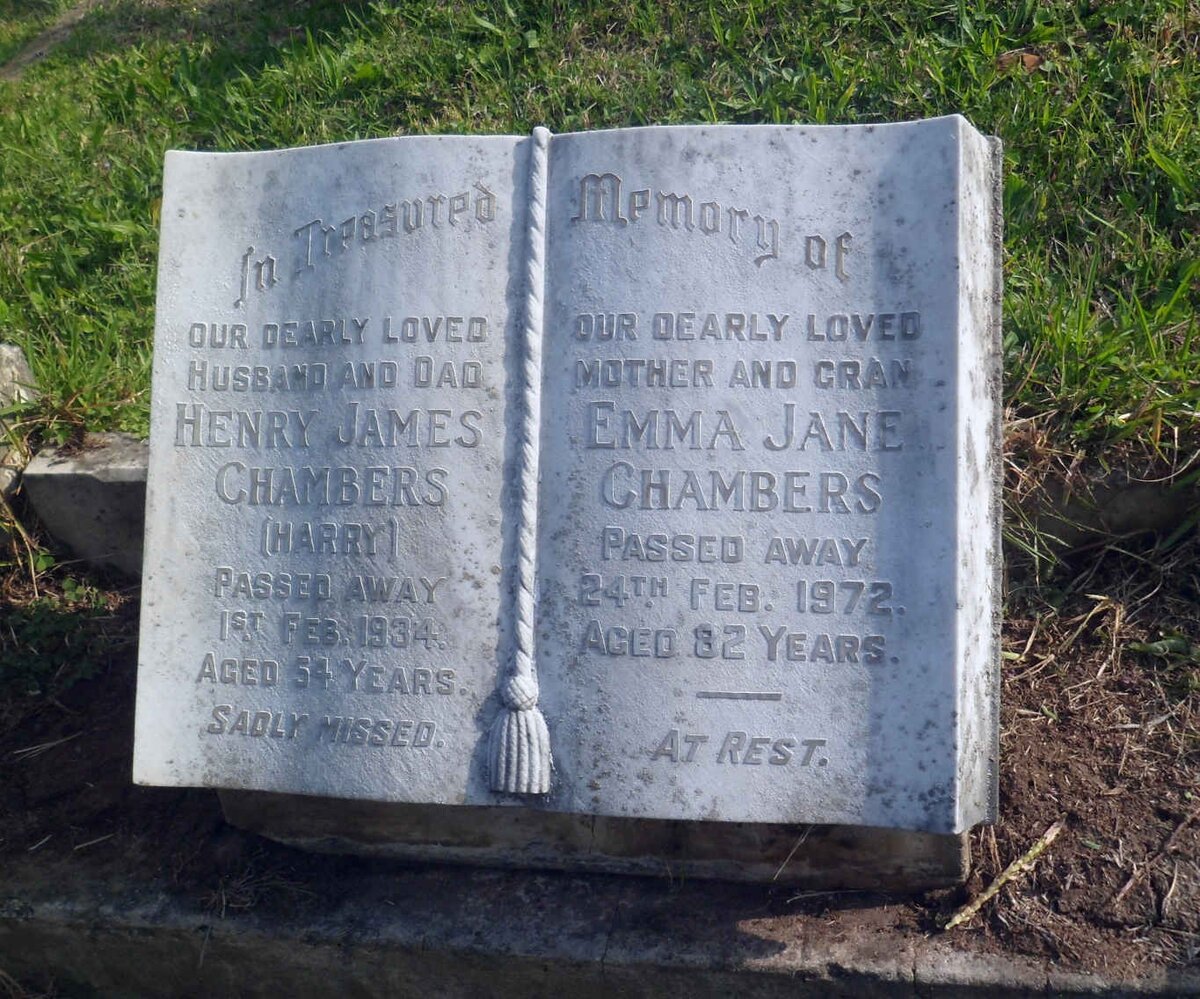 In Treasured
OUR DEARLY LOVED
HUSBAND AND DAD
HENRY JAMES
CHAMBERS
(HARRY)
PASSED AWAY
1ST. FEB. 1934.
AGED 54 YEARS.
SADLY MISSED.
Memory of
OUR DEARLY LOVED
MOTHER AND GRAN
EMMA JANE
CHAMBERS
PASSED AWAY
24TH. FEB. 1972.
AGED 82 YEARS.
AT REST.